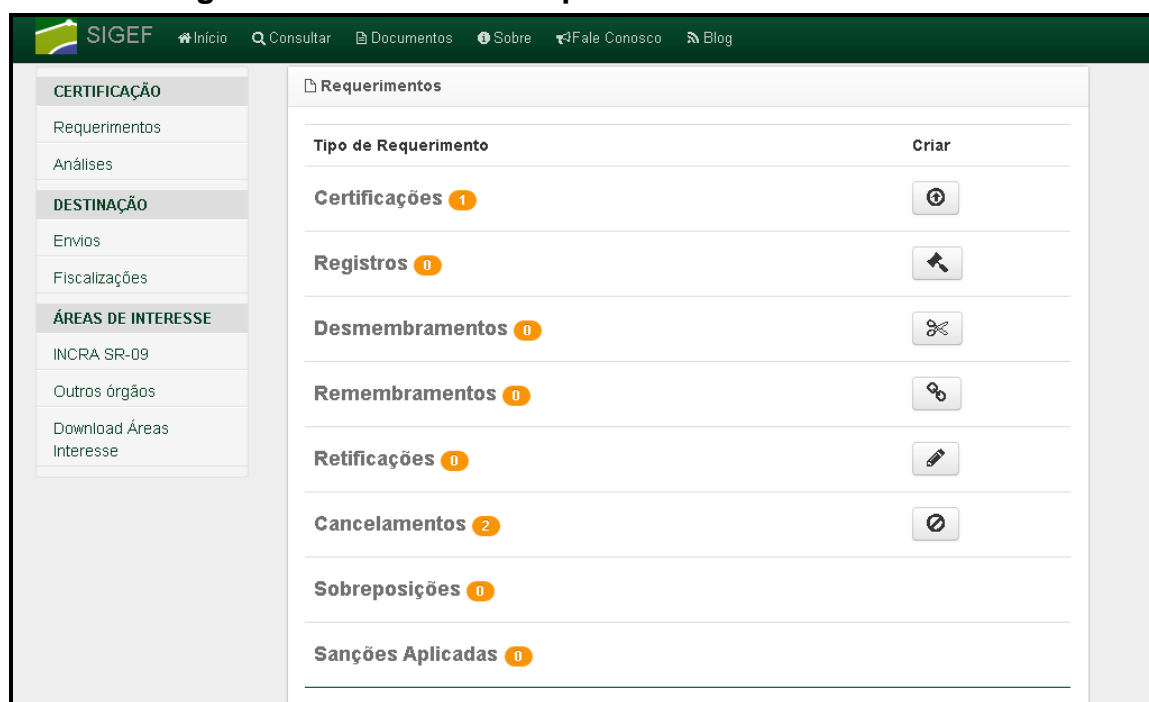 SIGEF Início Consultar Documentos Sobre Fale Conosco Blog
CERTIFICAÇÃO
Requerimentos
Análises
DESTINAÇÃO
Envios
Fiscalizações
ÁREAS DE INTERESSE
INCRA SR-09
Outros órgãos
Download Áreas
Interesse
Requerimentos
Tipo de Requerimento Criar
Certificações 1
Registros 0
Desmembramentos 0
Remembramentos 0
Retificações 0
Cancelamentos 2
Sobreposições 0
Sanções Aplicadas 0